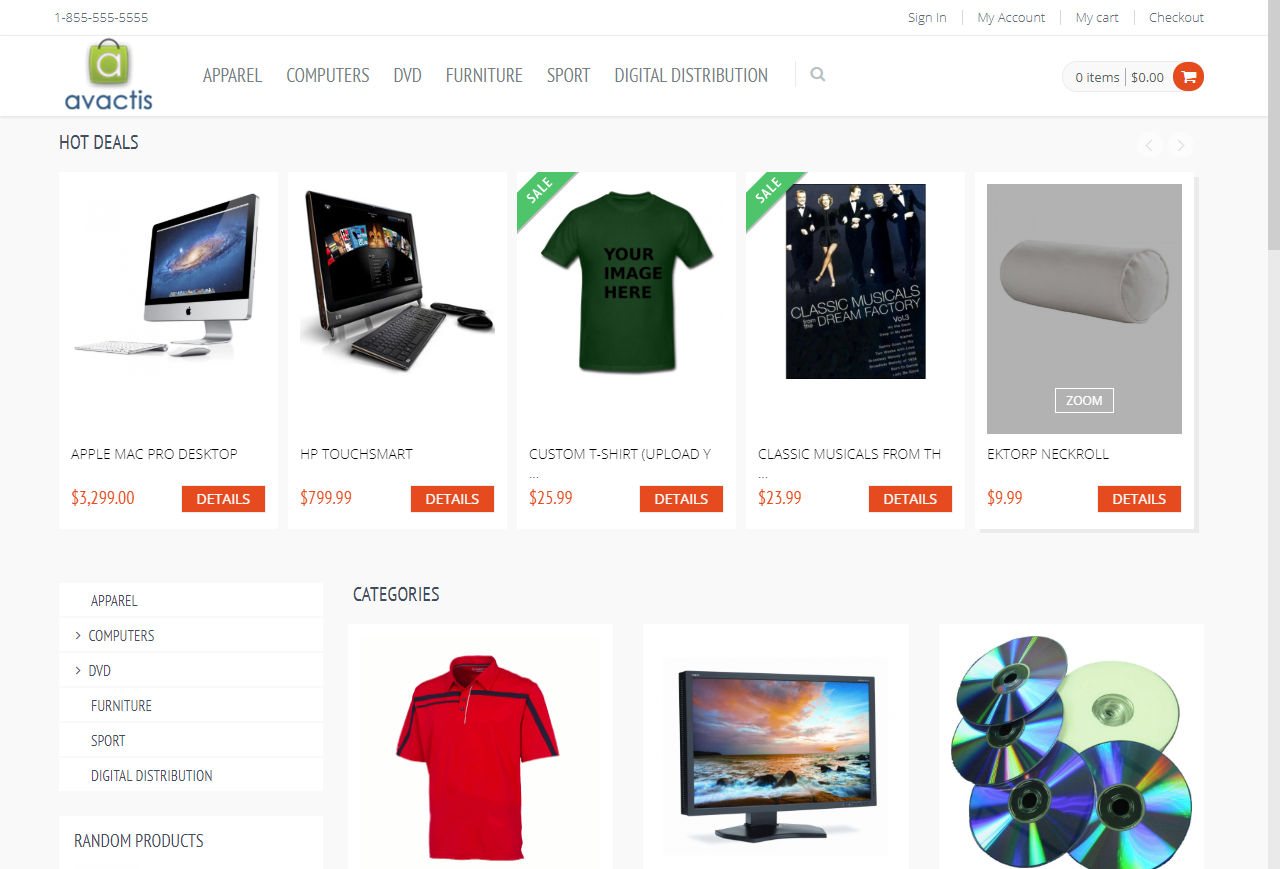 1-855-555-5555
Sign In
My Account
My cart
Checkout
avactis
APPAREL
COMPUTERS
DVD
FURNITURE
SPORT
DIGITAL DISTRIBUTION
0 items
$0.00
HOT DEALS
SALE
YOUR
IMAGE
HERE
SALE
CLASSIC MUSICALS
from the DREAM FACTORY
Vol.3
ZOOM
APPLE MAC PRO DESKTOP
HP TOUCHSMART
CUSTOM T-SHIRT (UPLOAD Y
...
CLASSIC MUSICALS FROM TH
...
EKTORP NECKROLL
$3,299.00
DETAILS
$799.99
DETAILS
$25.99
DETAILS
$23.99
DETAILS
$9.99
DETAILS
APPAREL
COMPUTERS
DVD
FURNITURE
SPORT
DIGITAL DISTRIBUTION
RANDOM PRODUCTS
CATEGORIES